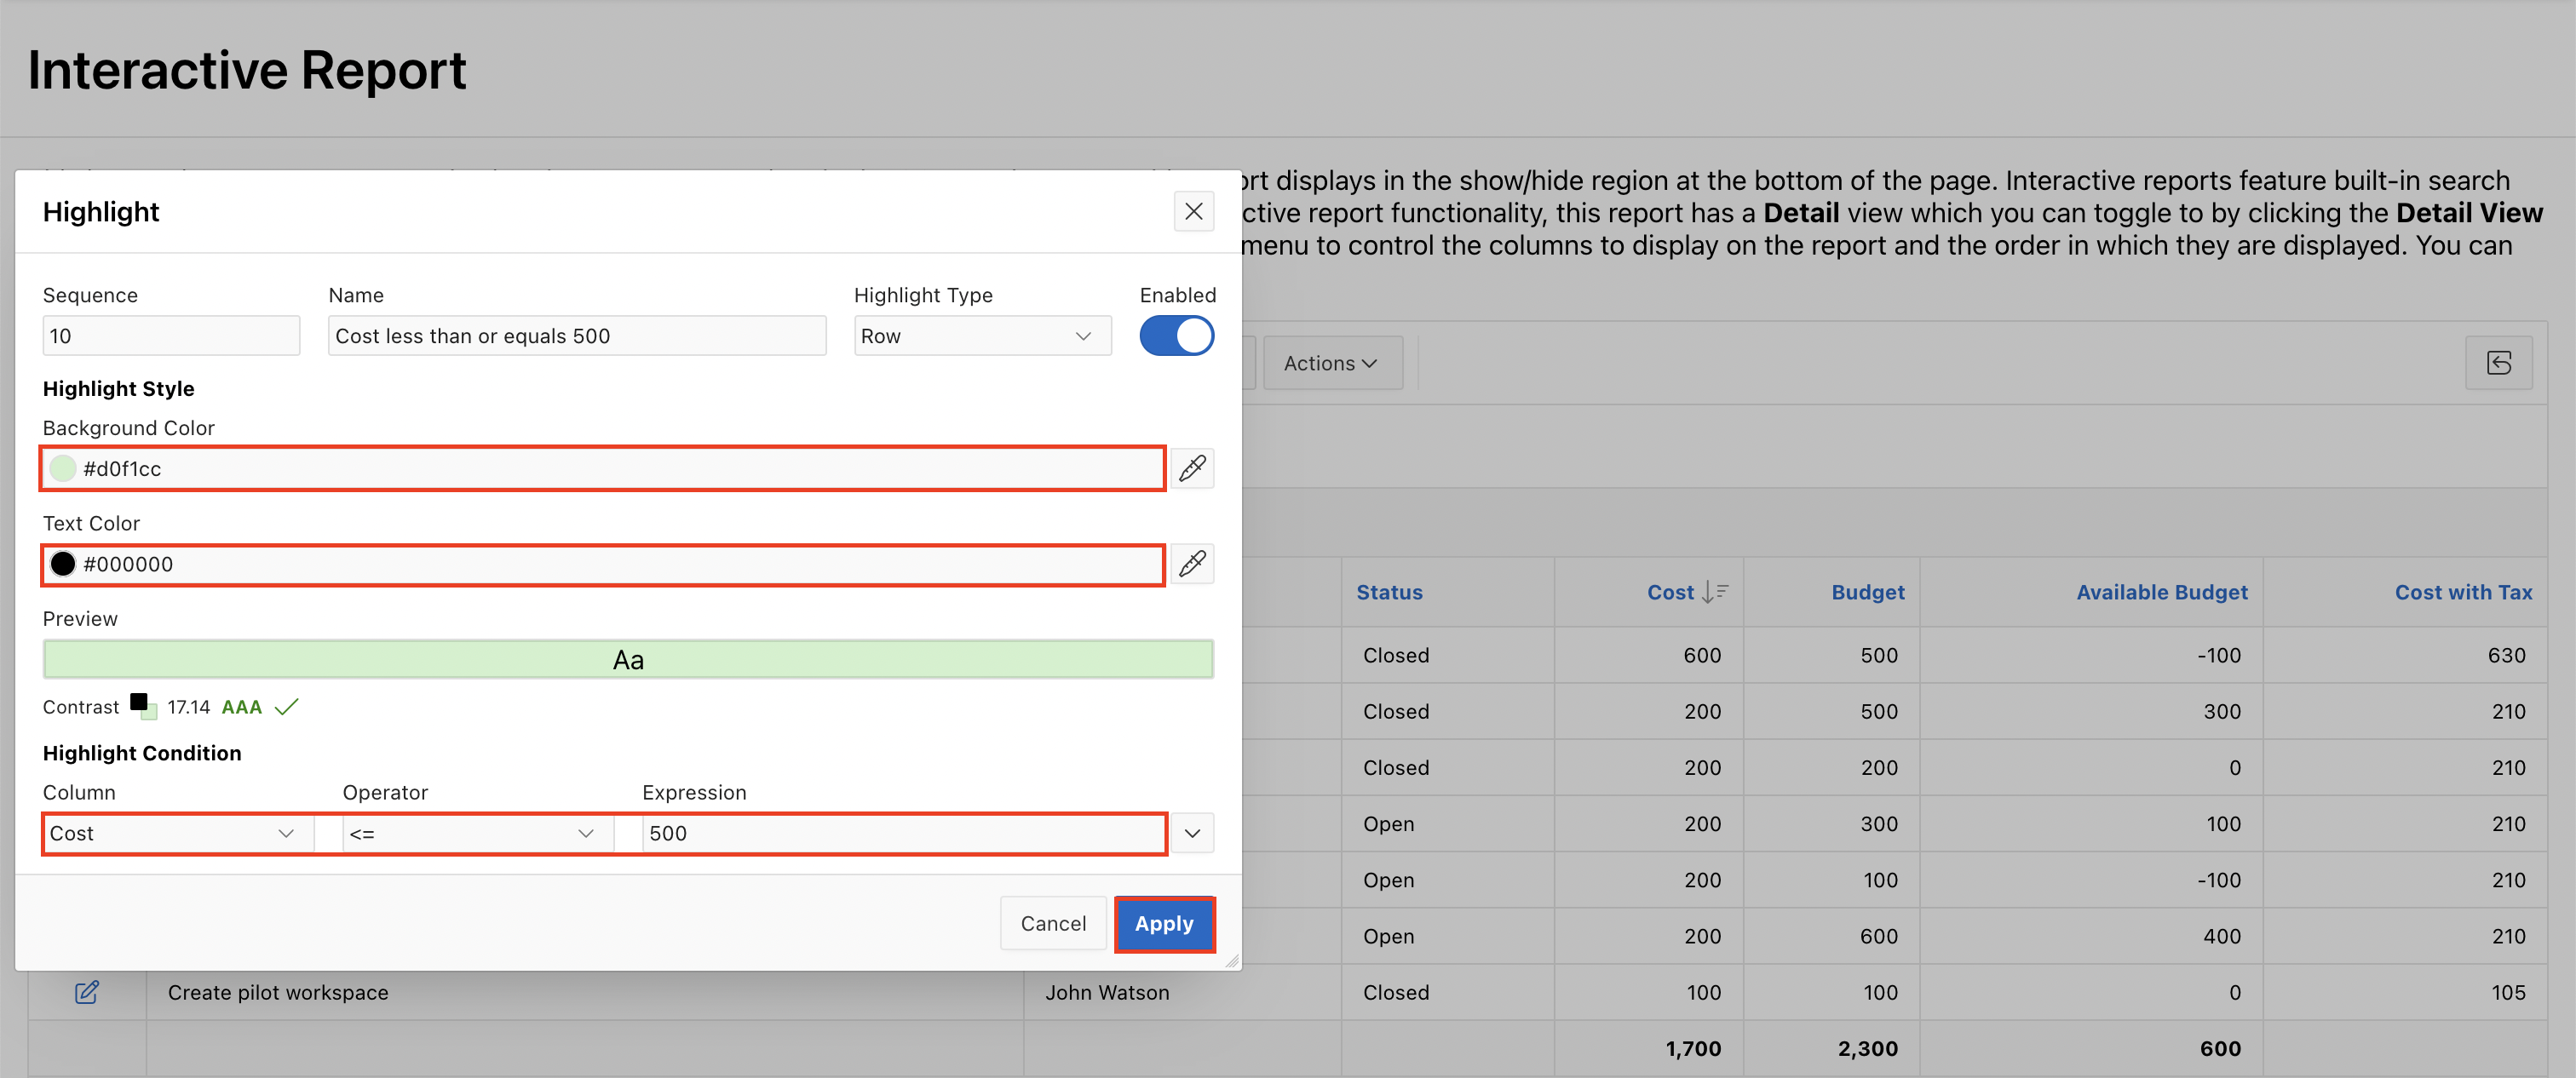 Interactive Report
ort displays in the show/hide region at the bottom of the page. Interactive reports feature built-in search
ctive report functionality, this report has a Detail view which you can toggle to by clicking the Detail View
menu to control the columns to display on the report and the order in which they are displayed. You can
Highlight
Sequence Name Highlight Type Enabled
10 Cost less than or equals 500 Row
Actions
Highlight Style
Background Color
#d0f1cc
Text Color
#000000
Preview
Aa
Contrast 17.14 AAA
Highlight Condition
Column Operator Expression
Cost <= 500
Cancel Apply
Status Cost Budget Available Budget Cost with Tax
Closed 600 500 -100 630
Closed 200 500 300 210
Closed 200 200 0 210
Open 200 300 100 210
Open 200 100 -100 210
Open 200 600 400 210
Create pilot workspace John Watson Closed 100 100 0 105
1,700 2,300 600